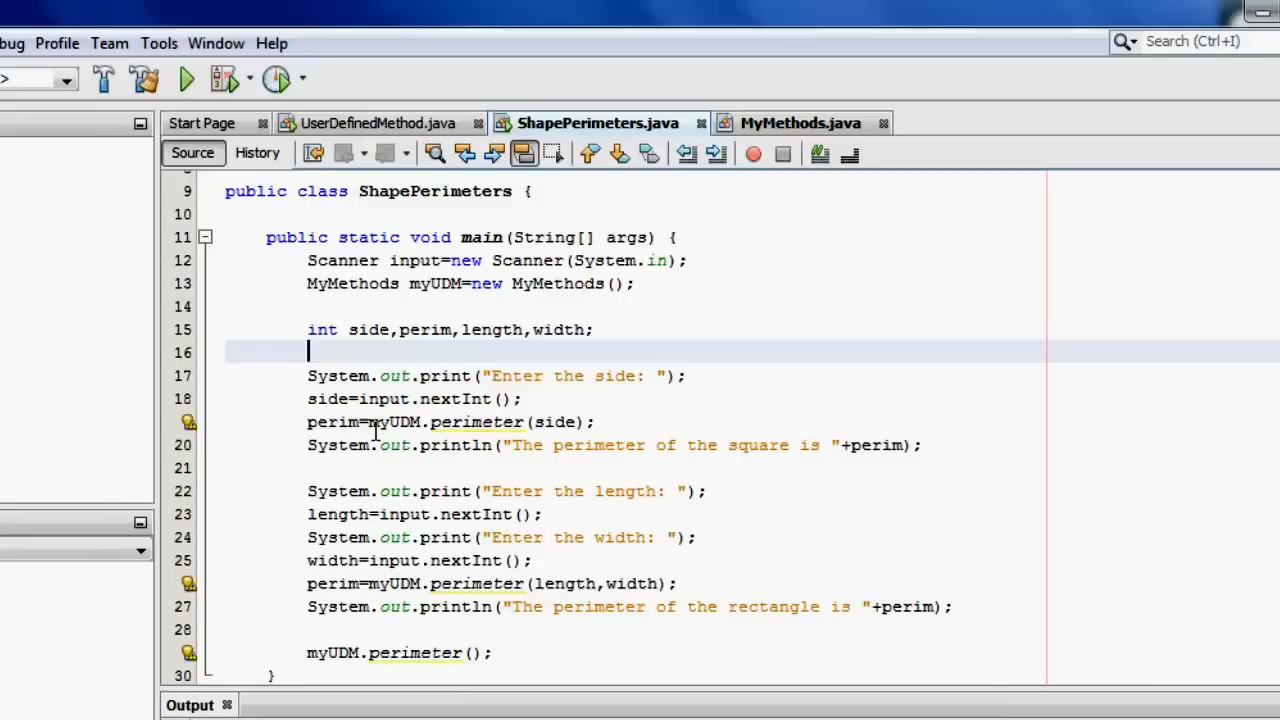 bug Profile Team Tools Window Help
Search (Ctrl+I)
>
Start Page UserDefinedMethod.java ShapePerimeters.java MyMethods.java
Source History
9 public class ShapePerimeters {
10
11 public static void main(String[] args) {
12 Scanner input=new Scanner(System.in);
13 MyMethods myUDM=new MyMethods();
14
15 int side,perim,length,width;
16
17 System.out.print("Enter the side: ");
18 side=input.nextInt();
perim=myUDM.perimeter(side);
20 System.out.println("The perimeter of the square is "+perim);
21
22 System.out.print("Enter the length: ");
23 length=input.nextInt();
24 System.out.print("Enter the width: ");
25 width=input.nextInt();
perim=myUDM.perimeter(length,width);
27 System.out.println("The perimeter of the rectangle is "+perim);
28
myUDM.perimeter();
30 }
Output